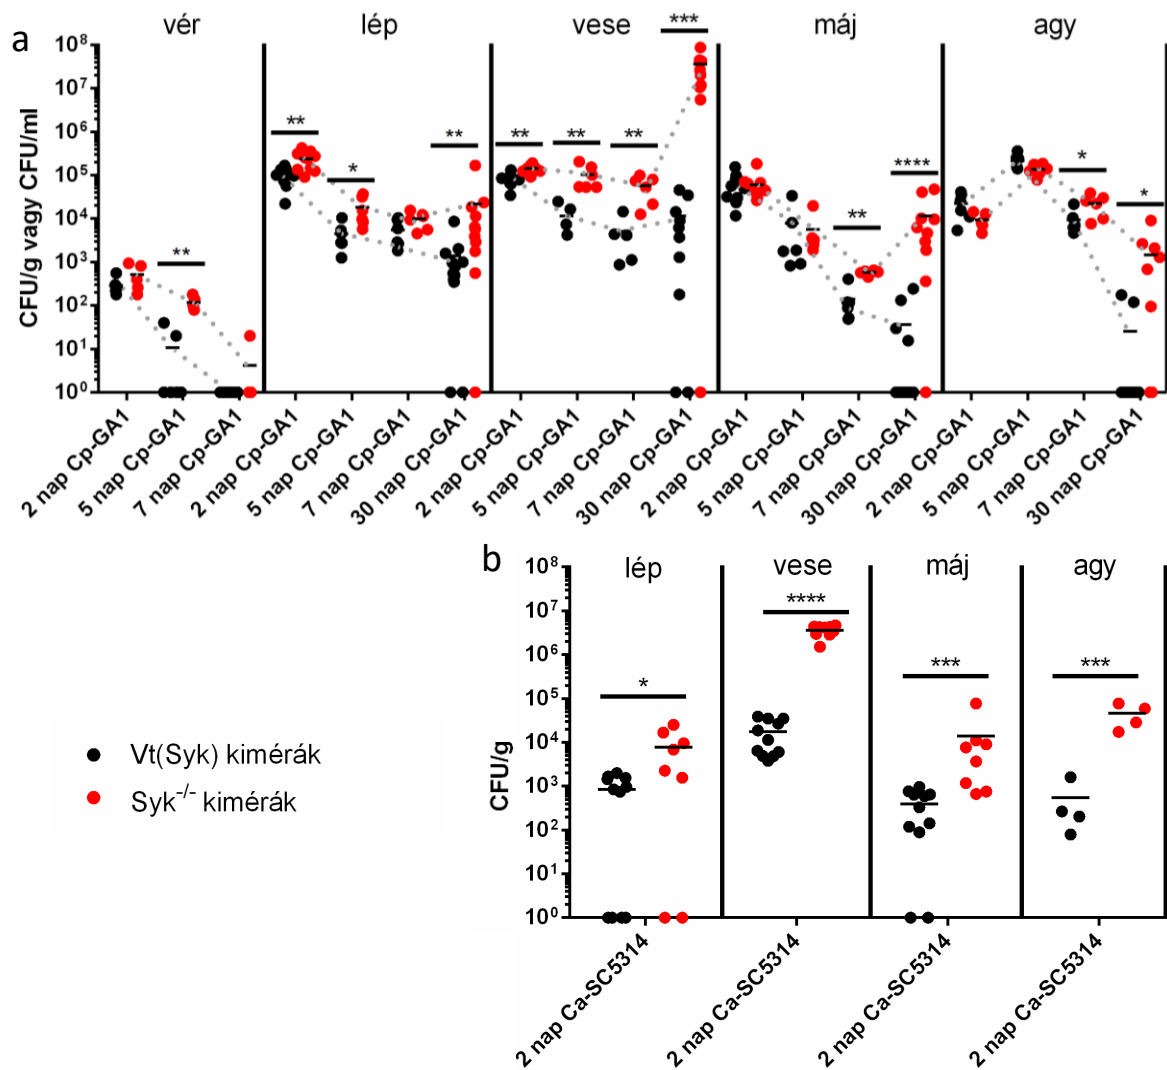 a
vér lép vese máj agy
** ** * ** ** ** ** *** ** **** * *
CFU/g vagy CFU/ml
10⁸
10⁷
10⁶
10⁵
10⁴
10³
10²
10¹
10⁰
2 nap Cp-GA1
5 nap Cp-GA1
7 nap Cp-GA1
2 nap Cp-GA1
5 nap Cp-GA1
7 nap Cp-GA1
30 nap Cp-GA1
2 nap Cp-GA1
5 nap Cp-GA1
7 nap Cp-GA1
30 nap Cp-GA1
2 nap Cp-GA1
5 nap Cp-GA1
7 nap Cp-GA1
30 nap Cp-GA1
2 nap Cp-GA1
5 nap Cp-GA1
7 nap Cp-GA1
30 nap Cp-GA1
b
lép vese máj agy
* **** *** ***
CFU/g
10⁸
10⁷
10⁶
10⁵
10⁴
10³
10²
10¹
10⁰
2 nap Ca-SC5314
2 nap Ca-SC5314
2 nap Ca-SC5314
2 nap Ca-SC5314
Vt(Syk) kimérák
Syk⁻/⁻ kimérák